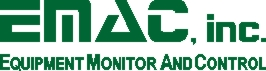 EMAC, inc.
EQUIPMENT MONITOR AND CONTROL